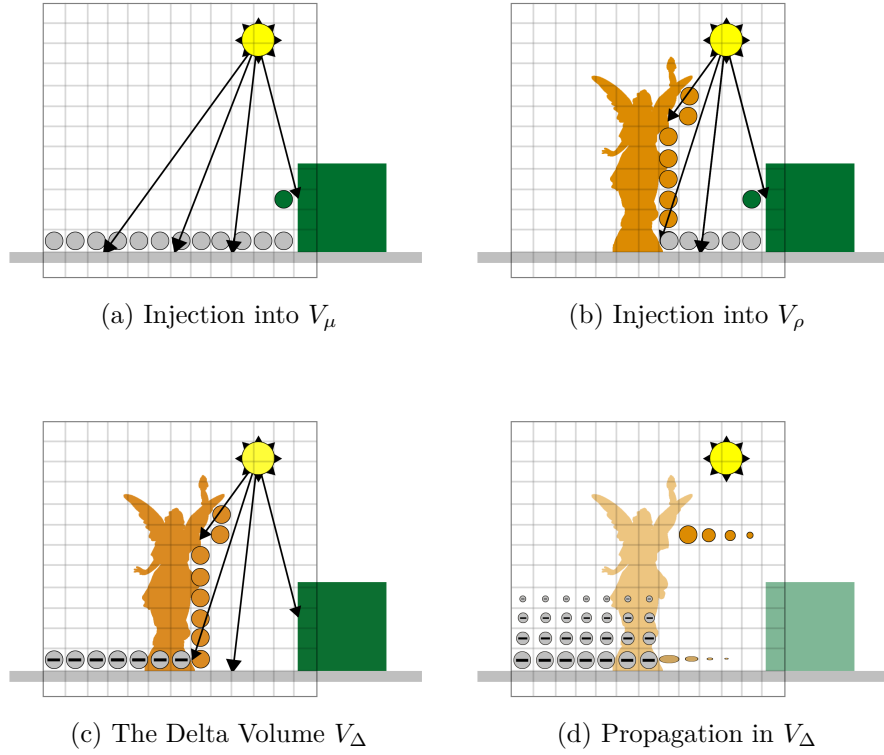 (a) Injection into V_μ
(b) Injection into V_ρ
(c) The Delta Volume V_Δ
(d) Propagation in V_Δ